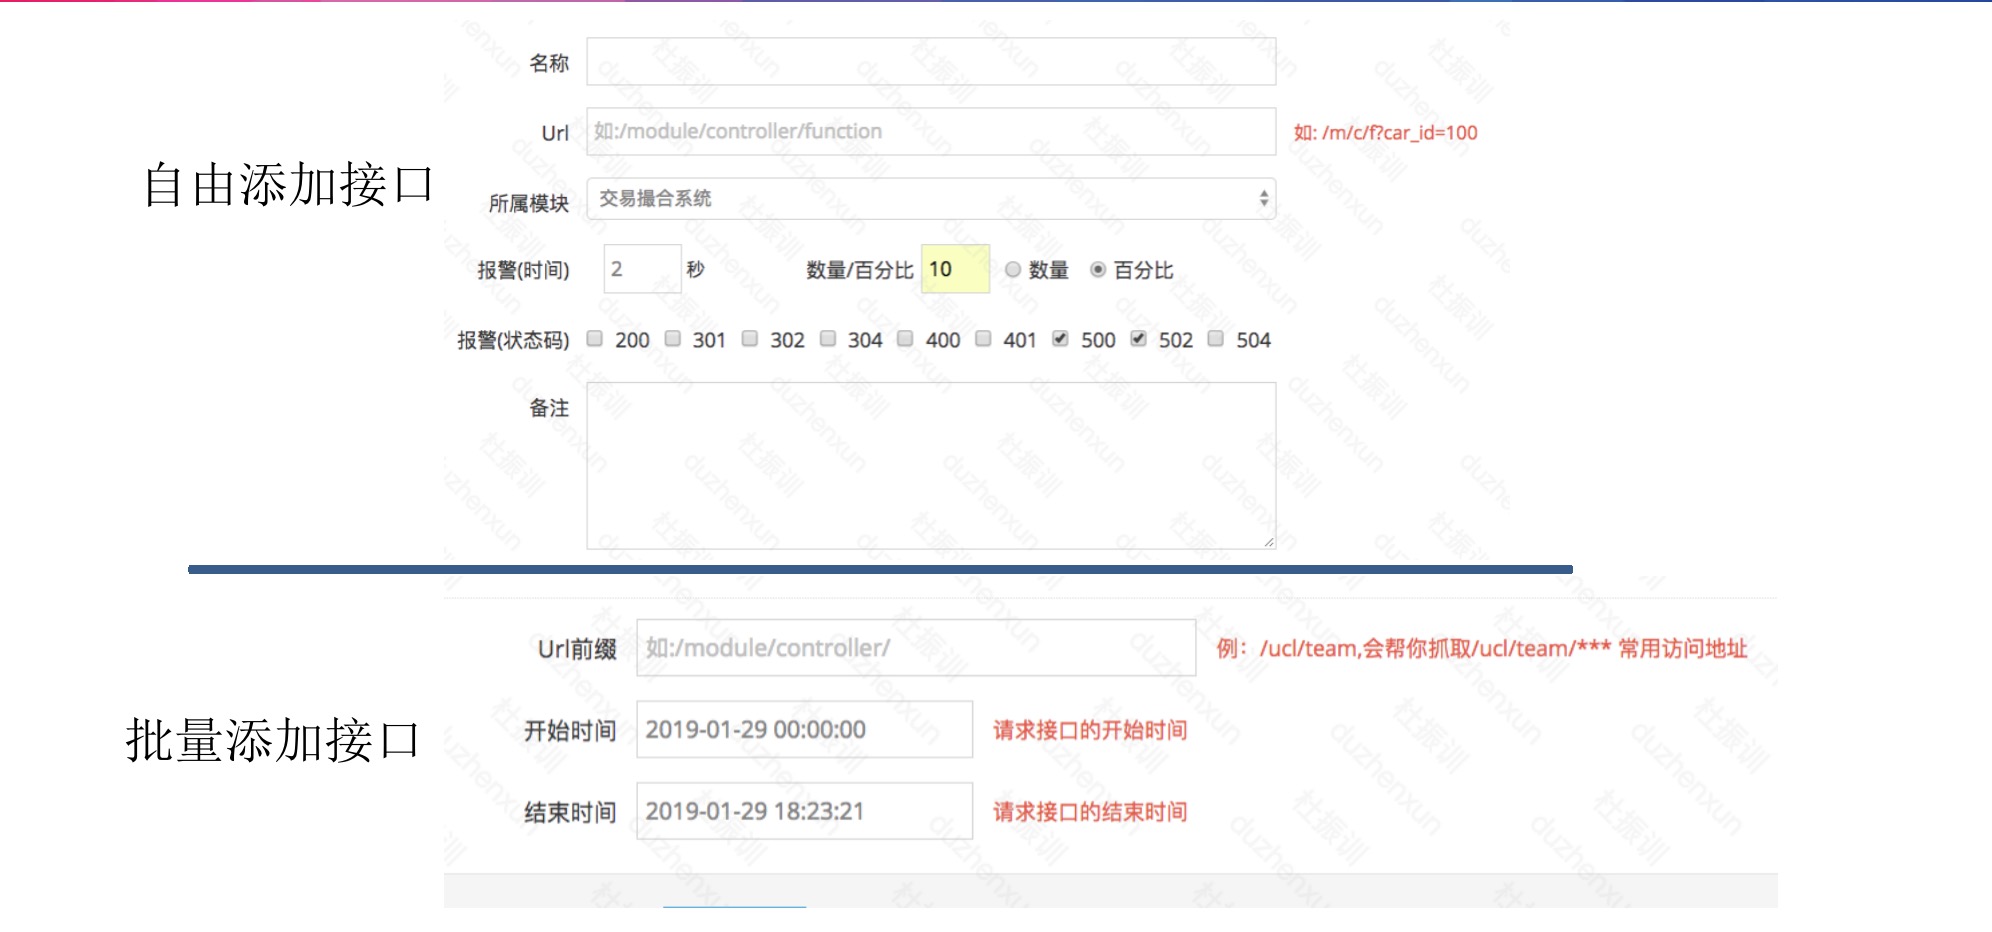 自由添加接口
名称
Url 如:/module/controller/function 如: /m/c/f?car_id=100
所属模块 交易撮合系统
报警(时间) 2 秒 数量/百分比 10 数量 百分比
报警(状态码) 200 301 302 304 400 401 500 502 504
备注
批量添加接口
Url前缀 如:/module/controller/ 例：/ucl/team,会帮你抓取/ucl/team/*** 常用访问地址
开始时间 2019-01-29 00:00:00 请求接口的开始时间
结束时间 2019-01-29 18:23:21 请求接口的结束时间
杜振训
duzhenxun